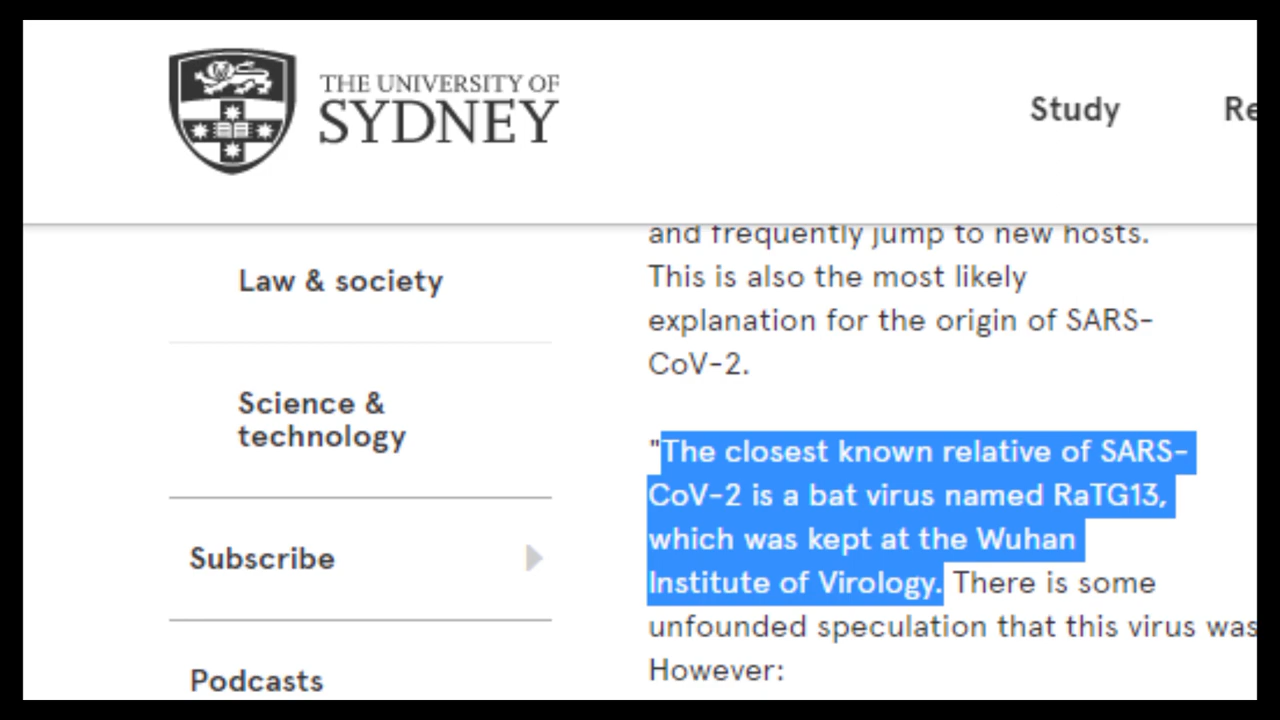 THE UNIVERSITY OF
SYDNEY
Study
Re
Law & society
Science &
technology
Subscribe
Podcasts
and frequently jump to new hosts.
This is also the most likely
explanation for the origin of SARS-
CoV-2.
"The closest known relative of SARS-
CoV-2 is a bat virus named RaTG13,
which was kept at the Wuhan
Institute of Virology. There is some
unfounded speculation that this virus was
However: